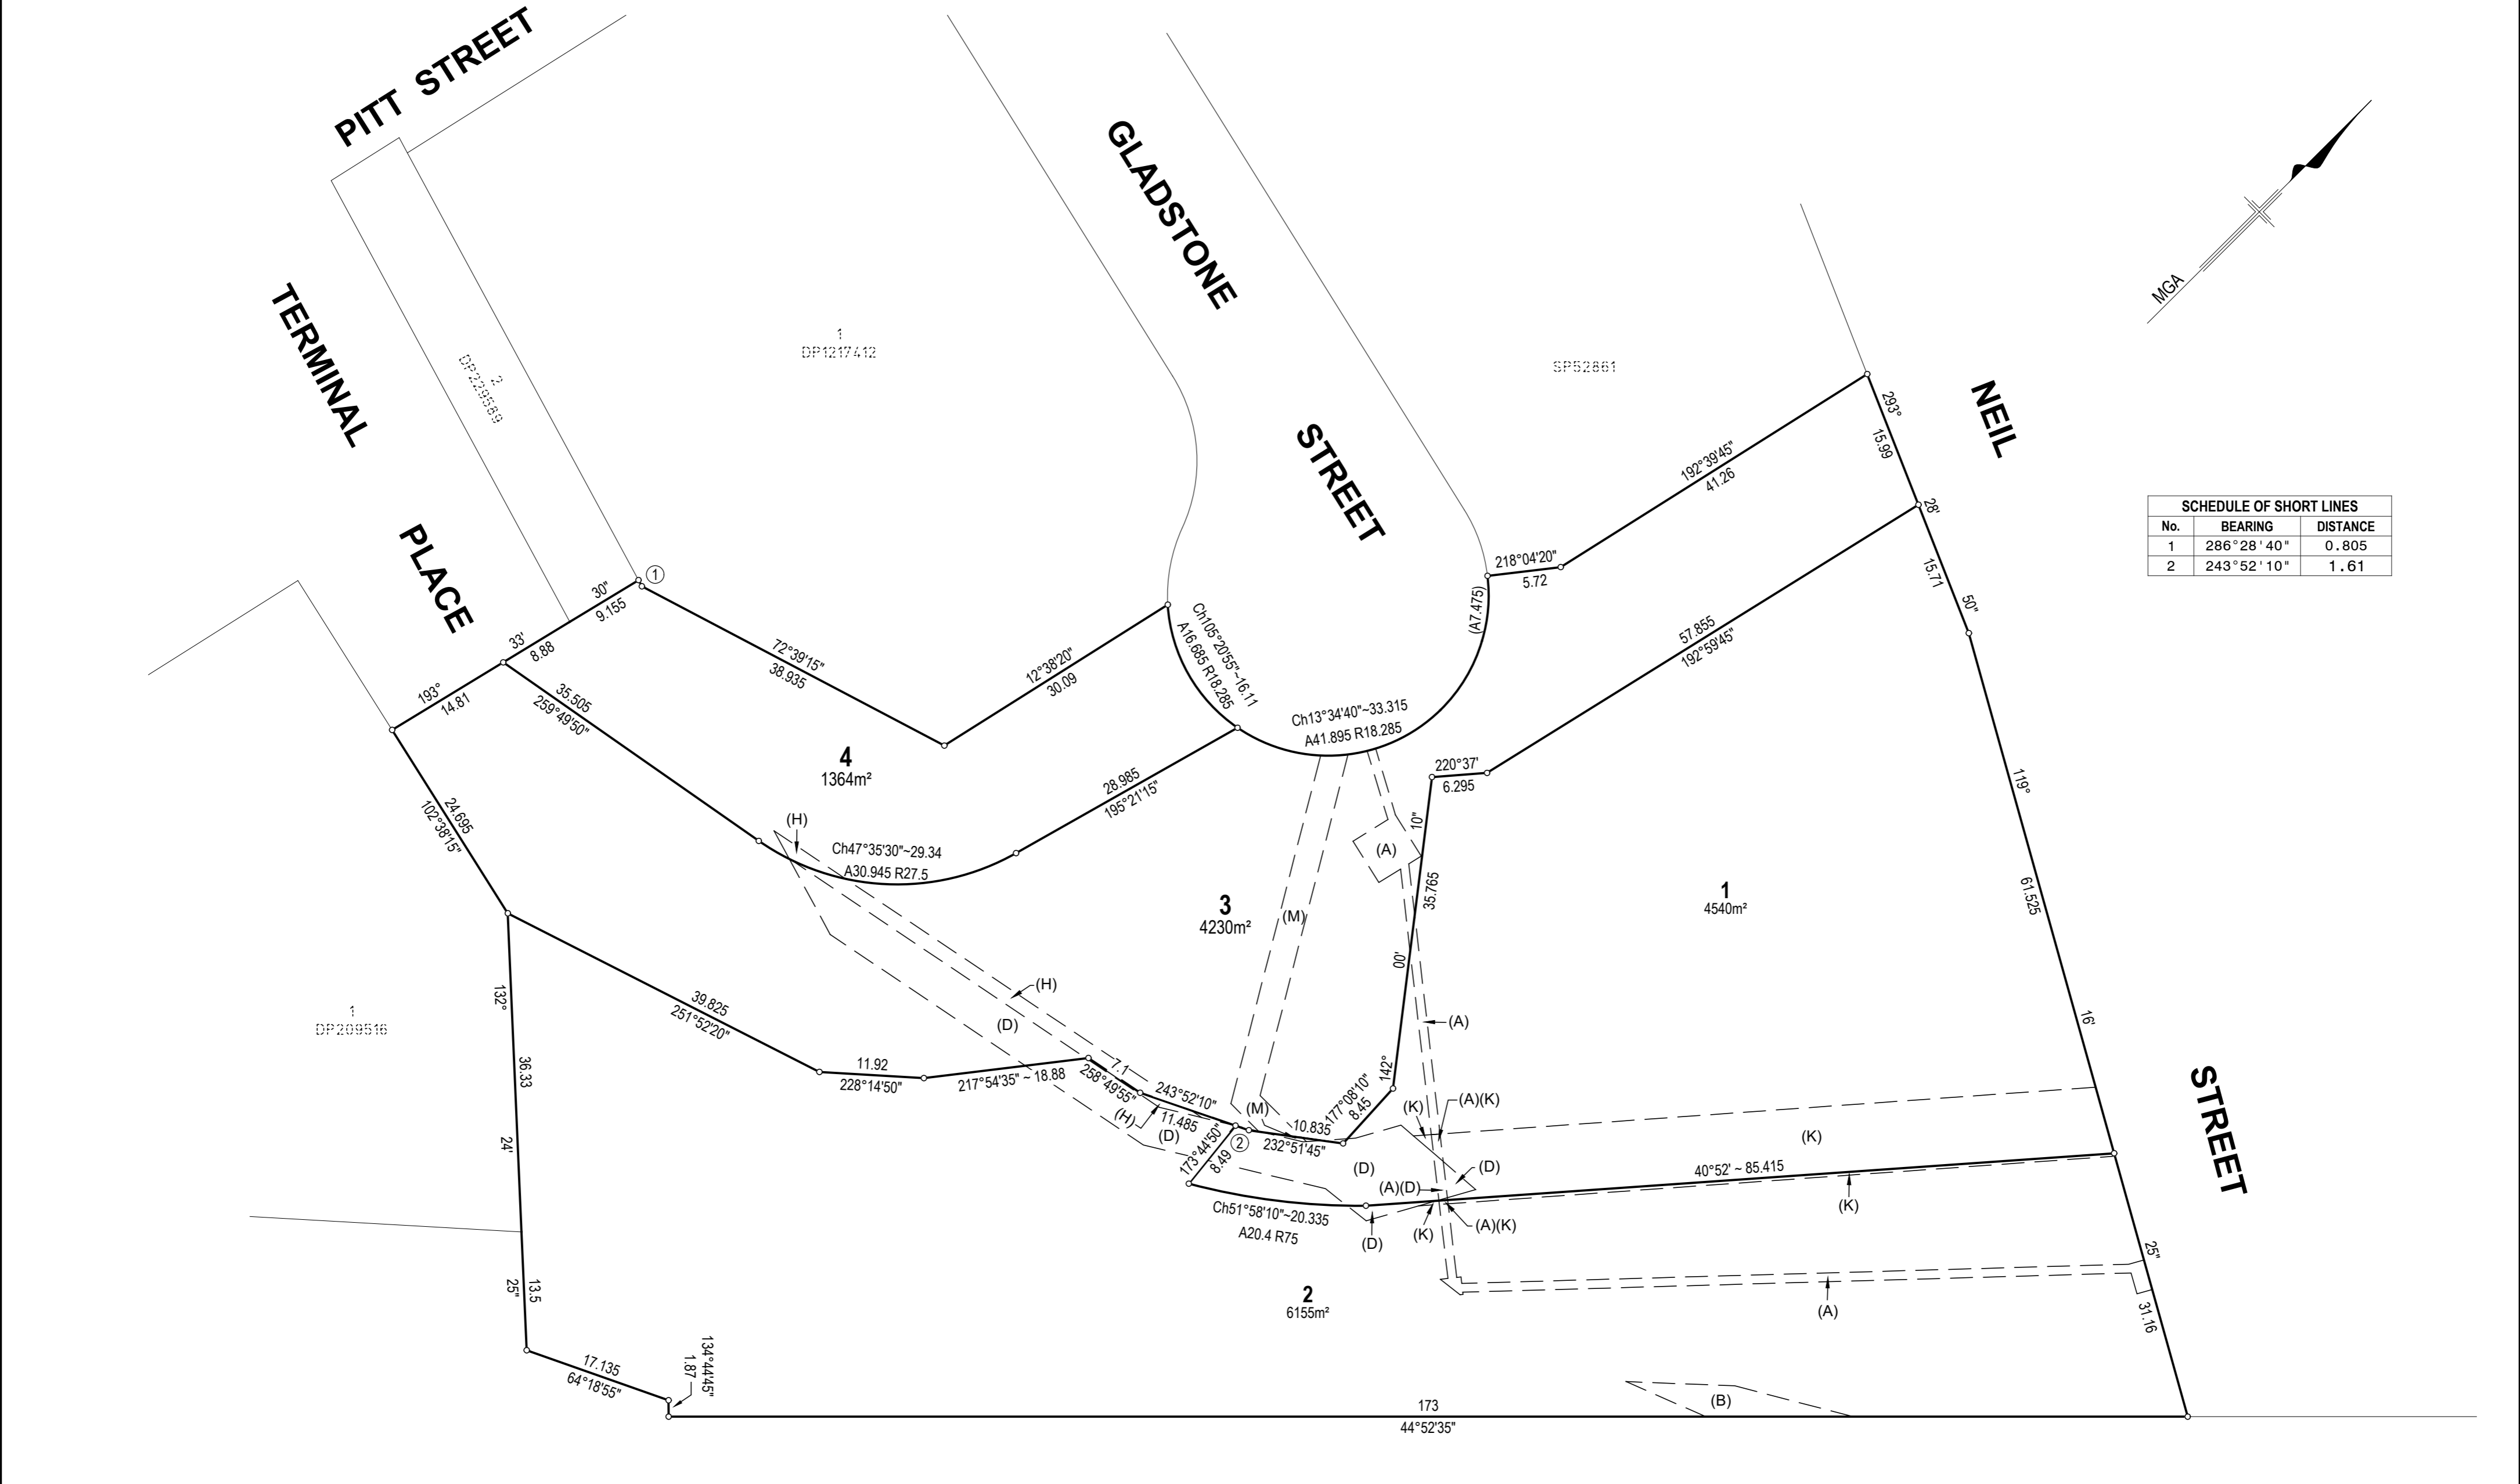 PITT STREET
TERMINAL
PLACE
GLADSTONE
STREET
NEIL
STREET
MGA
SCHEDULE OF SHORT LINES
No. BEARING DISTANCE
1 286°28'40" 0.805
2 243°52'10" 1.61
2
DP229589
1
DP1217412
SP52861
1
DP209516
293°
15.99
28'
15.71
50"
192°39'45"
41.26
218°04'20"
5.72
(A7.475)
57.855
192°59'45"
119°
61.525
16'
25"
31.16
30"
9.155
1
33'
8.88
193°
14.81
72°39'15"
38.935
12°38'20"
30.09
Ch105°20'55"~16.11
A16.685 R18.285
Ch13°34'40"~33.315
A41.895 R18.285
35.505
259°49'50"
4
1364m²
28.985
195°21'15"
Ch47°35'30"~29.34
A30.945 R27.5
(H)
24.695
102°38'15"
220°37'
6.295
10"
35.765
00'
142°
(A)
3
4230m²
(M)
1
4540m²
(H)
(D)
(A)
39.825
251°52'20"
11.92
228°14'50"
217°54'35" ~ 18.88
7.1
258°49'55"
243°52'10"
11.485
(H)
(D)
(M)
173°44'50"
8.49
2
10.835
232°51'45"
177°08'10"
8.45
(K)
(A)(K)
(K)
(D)
(D)
(A)(D)
40°52' ~ 85.415
(K)
(K)
(A)(K)
(D)
Ch51°58'10"~20.335
A20.4 R75
132°
36.33
24'
13.5
25"
2
6155m²
(A)
17.135
64°18'55"
134°44'45"
1.87
(B)
173
44°52'35"